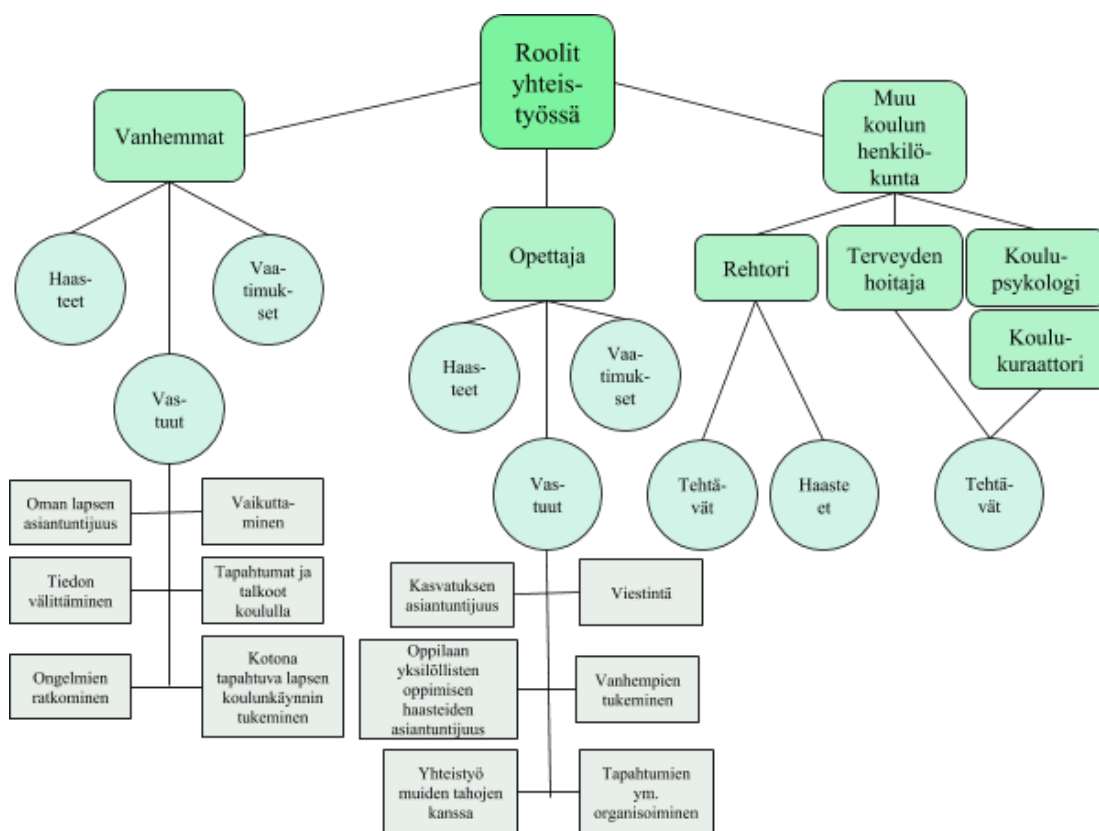 Roolit
yhteis-
työssä
Vanhemmat
Muu
koulun
henkilö-
kunta
Opettaja
Rehtori
Terveyden
hoitaja
Koulu-
psykologi
Koulu-
kuraattori
Haas-
teet
Vaa-
timuk-
set
Vas-
tuut
Haas-
teet
Vaa-
timuk-
set
Vas-
tuut
Tehtä-
vät
Haaste
et
Tehtä-
vät
Oman lapsen
asiantuntijuus
Vaikutta-
minen
Tiedon
välittäminen
Tapahtumat ja
talkoot
koululla
Ongelmien
ratkominen
Kotona
tapahtuva lapsen
koulunkäynnin
tukeminen
Kasvatuksen
asiantuntijuus
Viestintä
Oppilaan
yksilöllisten
oppimisen
haasteiden
asiantuntijuus
Vanhempien
tukeminen
Yhteistyö
muiden tahojen
kanssa
Tapahtumien
ym.
organisoiminen